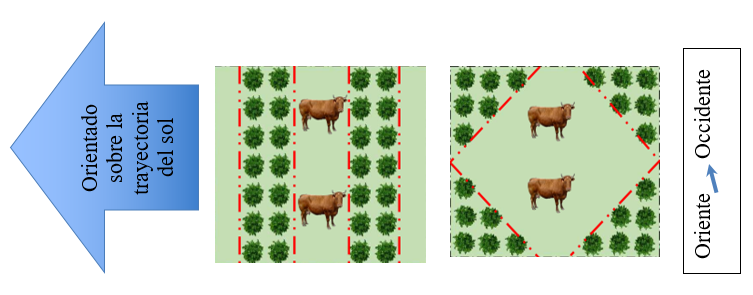 Orientado
sobre la
trayectoria
del sol
Oriente Occidente